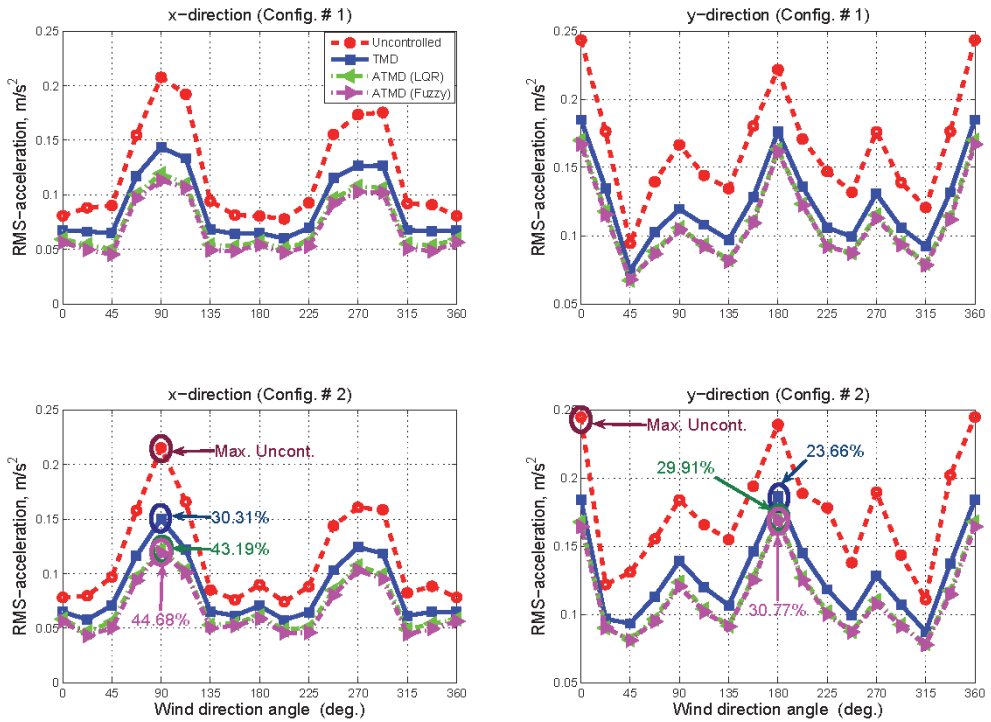 x-direction (Config. # 1)
RMS-acceleration, m/s2
0.25
0.2
0.15
0.1
0.05
0
0 45 90 135 180 225 270 315 360
Uncontrolled
TMD
ATMD (LQR)
ATMD (Fuzzy)
y-direction (Config. # 1)
RMS-acceleration, m/s2
0.25
0.2
0.15
0.1
0.05
0 45 90 135 180 225 270 315 360
x-direction (Config. # 2)
RMS-acceleration, m/s2
0.25
0.2
0.15
0.1
0.05
0
Max. Uncont.
30.31%
43.19%
44.68%
0 45 90 135 180 225 270 315 360
Wind direction angle (deg.)
y-direction (Config. # 2)
RMS-acceleration, m/s2
0.25
0.2
0.15
0.1
0.05
Max. Uncont.
23.66%
29.91%
30.77%
0 45 90 135 180 225 270 315 360
Wind direction angle (deg.)